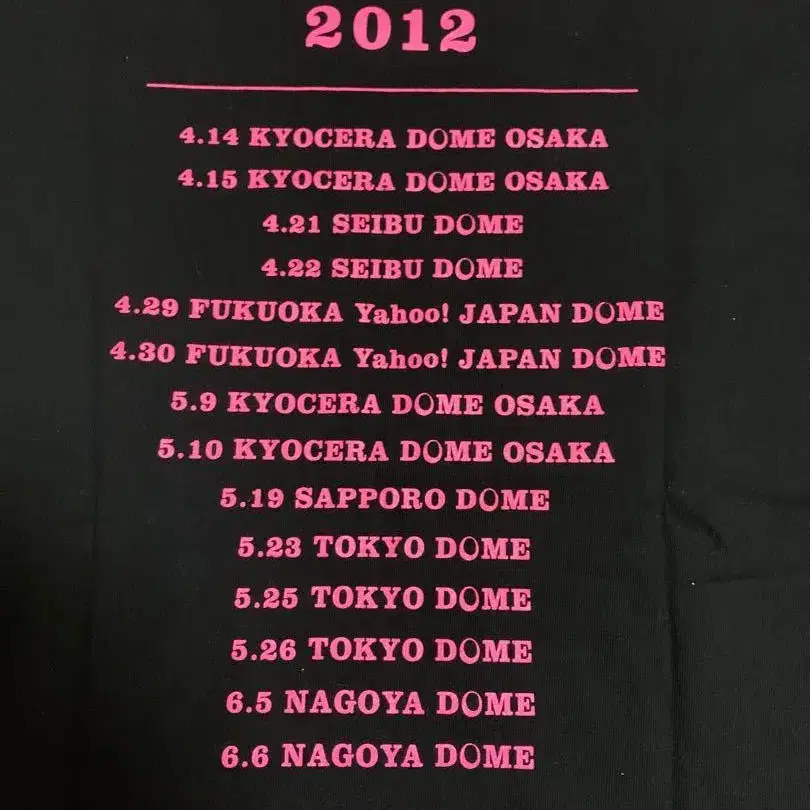 2012
4.14 KYOCERA DOME OSAKA
4.15 KYOCERA DOME OSAKA
4.21 SEIBU DOME
4.22 SEIBU DOME
4.29 FUKUOKA Yahoo! JAPAN DOME
4.30 FUKUOKA Yahoo! JAPAN DOME
5.9 KYOCERA DOME OSAKA
5.10 KYOCERA DOME OSAKA
5.19 SAPPORO DOME
5.23 TOKYO DOME
5.25 TOKYO DOME
5.26 TOKYO DOME
6.5 NAGOYA DOME
6.6 NAGOYA DOME